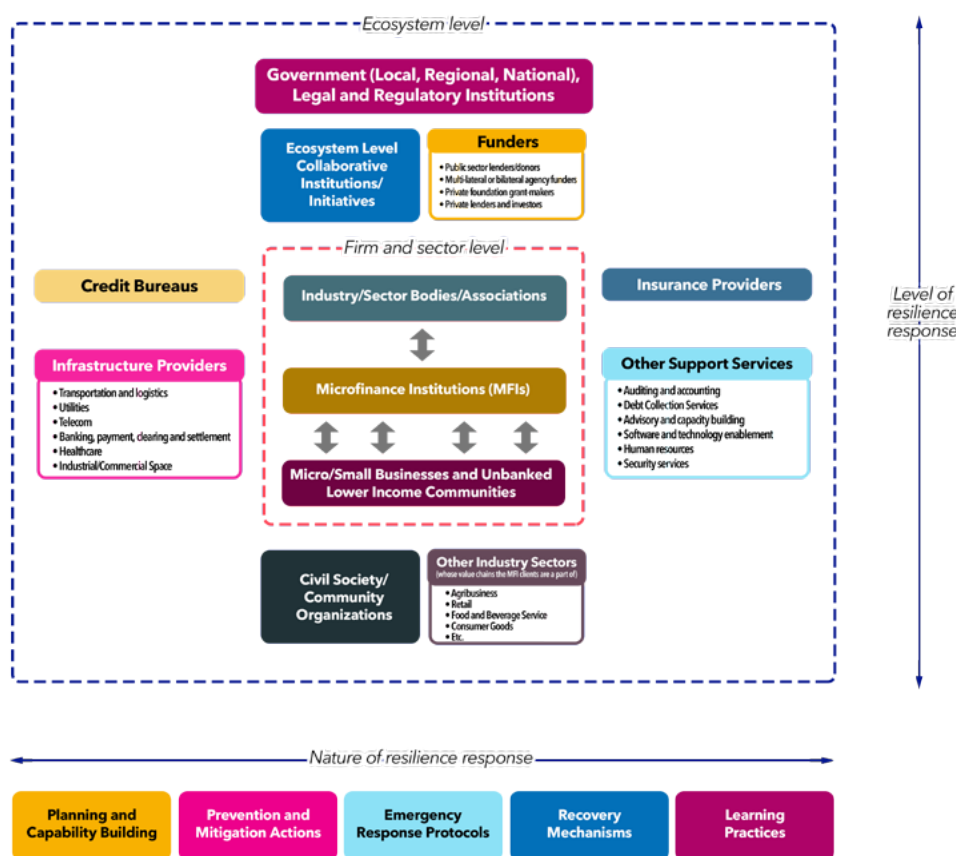 Ecosystem level
Government (Local, Regional, National),
Legal and Regulatory Institutions
Ecosystem Level
Collaborative
Institutions/
Initiatives
Funders
• Public sector lenders/donors
• Multi-lateral or bilateral agency funders
• Private foundation grant-makers
• Private lenders and investors
Firm and sector level
Credit Bureaus
Industry/Sector Bodies/Associations
Insurance Providers
Level of
resilience
response
Infrastructure Providers
• Transportation and logistics
• Utilities
• Telecom
• Banking, payment, clearing and settlement
• Healthcare
• Industrial/Commercial Space
Microfinance Institutions (MFIs)
Other Support Services
• Auditing and accounting
• Debt Collection Services
• Advisory and capacity building
• Software and technology enablement
• Human resources
• Security services
Micro/Small Businesses and Unbanked
Lower Income Communities
Civil Society/
Community
Organizations
Other Industry Sectors
(whose value chains the MFI clients are a part of)
• Agribusiness
• Retail
• Food and Beverage Service
• Consumer Goods
• Etc.
Nature of resilience response
Planning and
Capability Building
Prevention and
Mitigation Actions
Emergency
Response Protocols
Recovery
Mechanisms
Learning
Practices